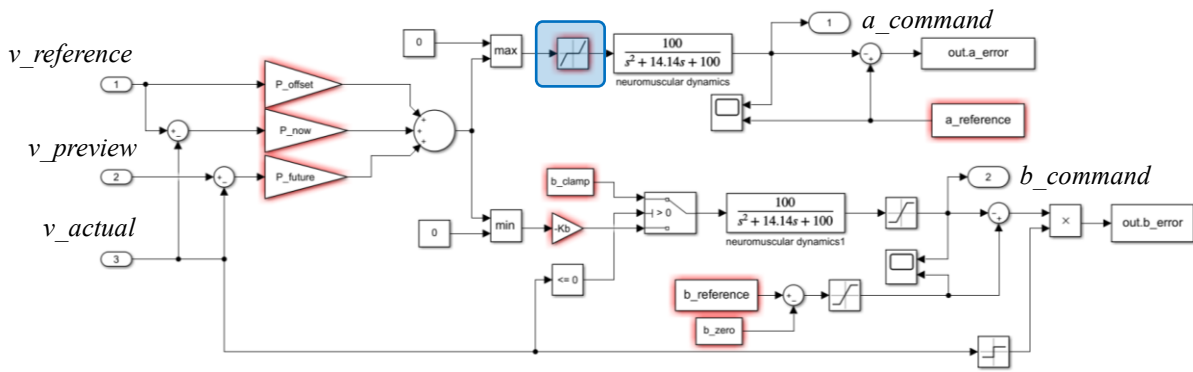 v_reference
1
v_preview
2
v_actual
3
P_offset
P_now
P_future
+
−
+
−
+
+
+
0
max
100
s² + 14.14s + 100
neuromuscular dynamics
1
a_command
−
+
out.a_error
a_reference
0
min
-Kb
b_clamp
> 0
<= 0
100
s² + 14.14s + 100
neuromuscular dynamics1
2
b_command
−
+
×
out.b_error
b_reference
+
−
b_zero